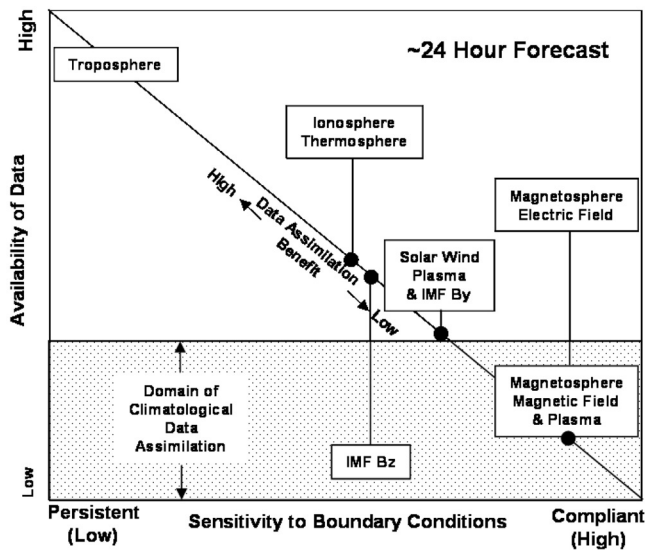 High
~24 Hour Forecast
Troposphere
Ionosphere
Thermosphere
High
Data Assimilation
Benefit
Low
Magnetosphere
Electric Field
Solar Wind
Plasma
& IMF By
Availability of Data
Domain of
Climatological
Data
Assimilation
Magnetosphere
Magnetic Field
& Plasma
IMF Bz
Low
Persistent
(Low)
Sensitivity to Boundary Conditions
Compliant
(High)